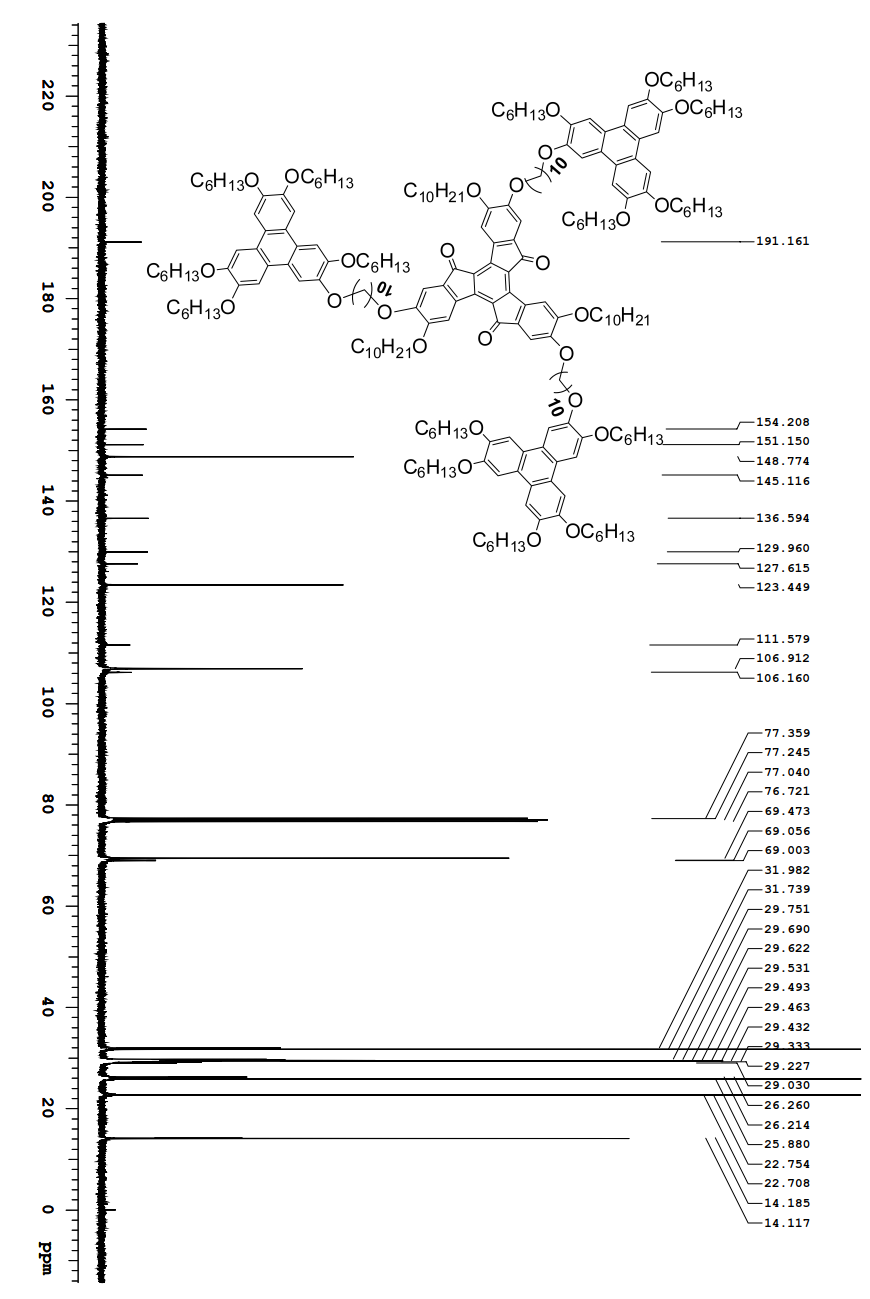 OC6H13
C6H13O
OC6H13
O
10
C6H13O
OC6H13
C10H21O
O
C6H13O
OC6H13
O
O
C6H13O
OC6H13
C6H13O
O
10
O
O
OC10H21
C10H21O
O
O
10
O
C6H13O
OC6H13
C6H13O
C6H13O
OC6H13
220
200
180
160
140
120
100
80
60
40
20
0
ppm
191.161
154.208
151.150
148.774
145.116
136.594
129.960
127.615
123.449
111.579
106.912
106.160
77.359
77.245
77.040
76.721
69.473
69.056
69.003
31.982
31.739
29.751
29.690
29.622
29.531
29.493
29.463
29.432
29.333
29.227
29.030
26.260
26.214
25.880
22.754
22.708
14.185
14.117